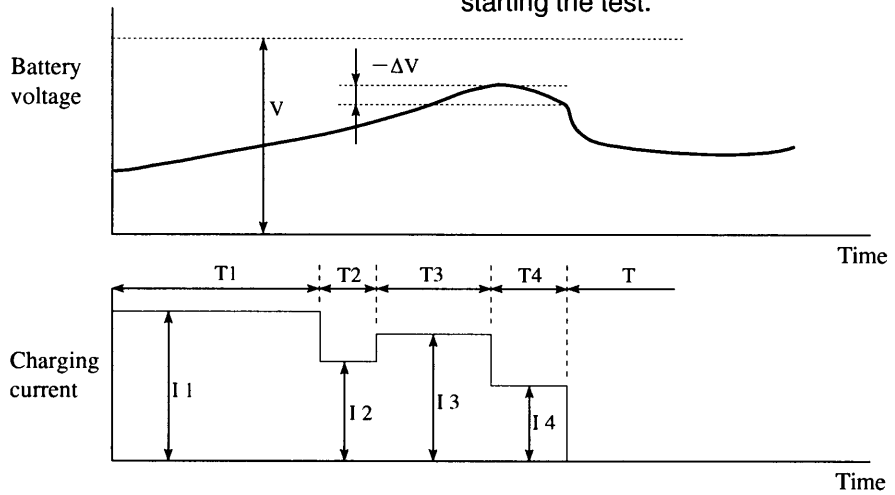 starting the test.
Battery
voltage
−ΔV
V
Time
T1 T2 T3 T4 T
Charging
current
I 1
I 2
I 3
I 4
Time